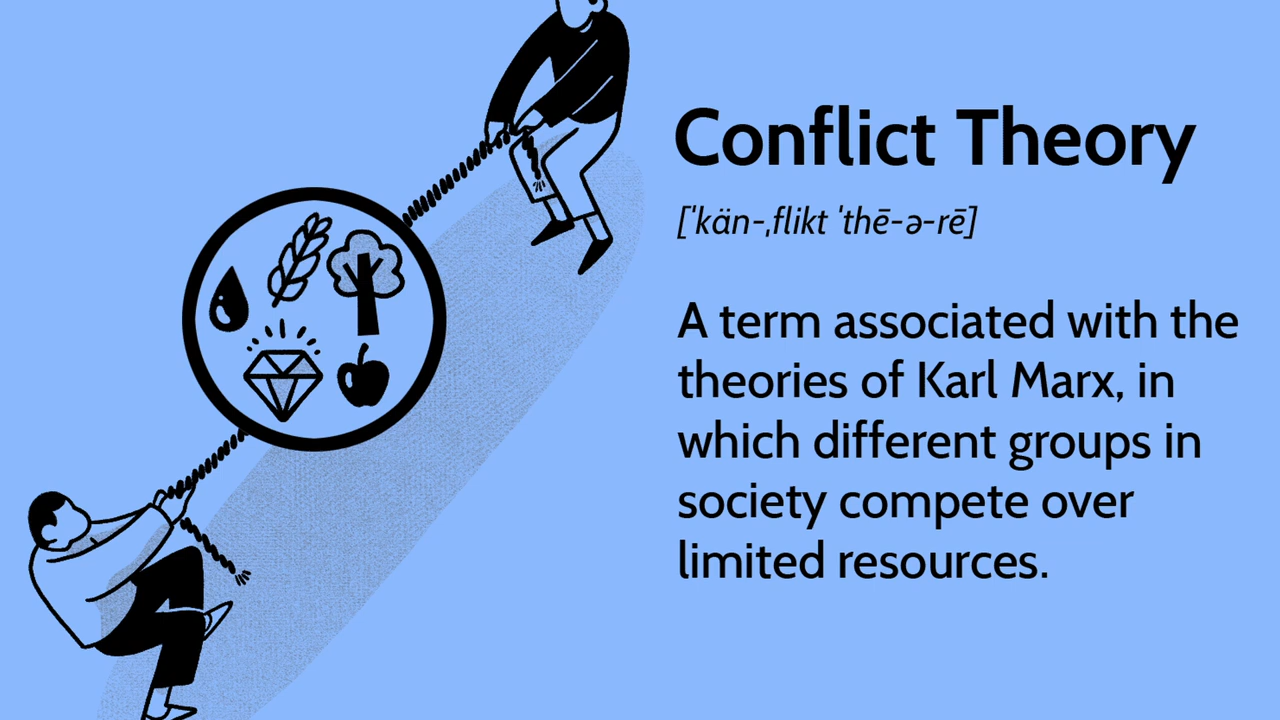 Conflict Theory
[ˈkän-ˌflikt ˈthē-ə-rē]
A term associated with the
theories of Karl Marx, in
which different groups in
society compete over
limited resources.